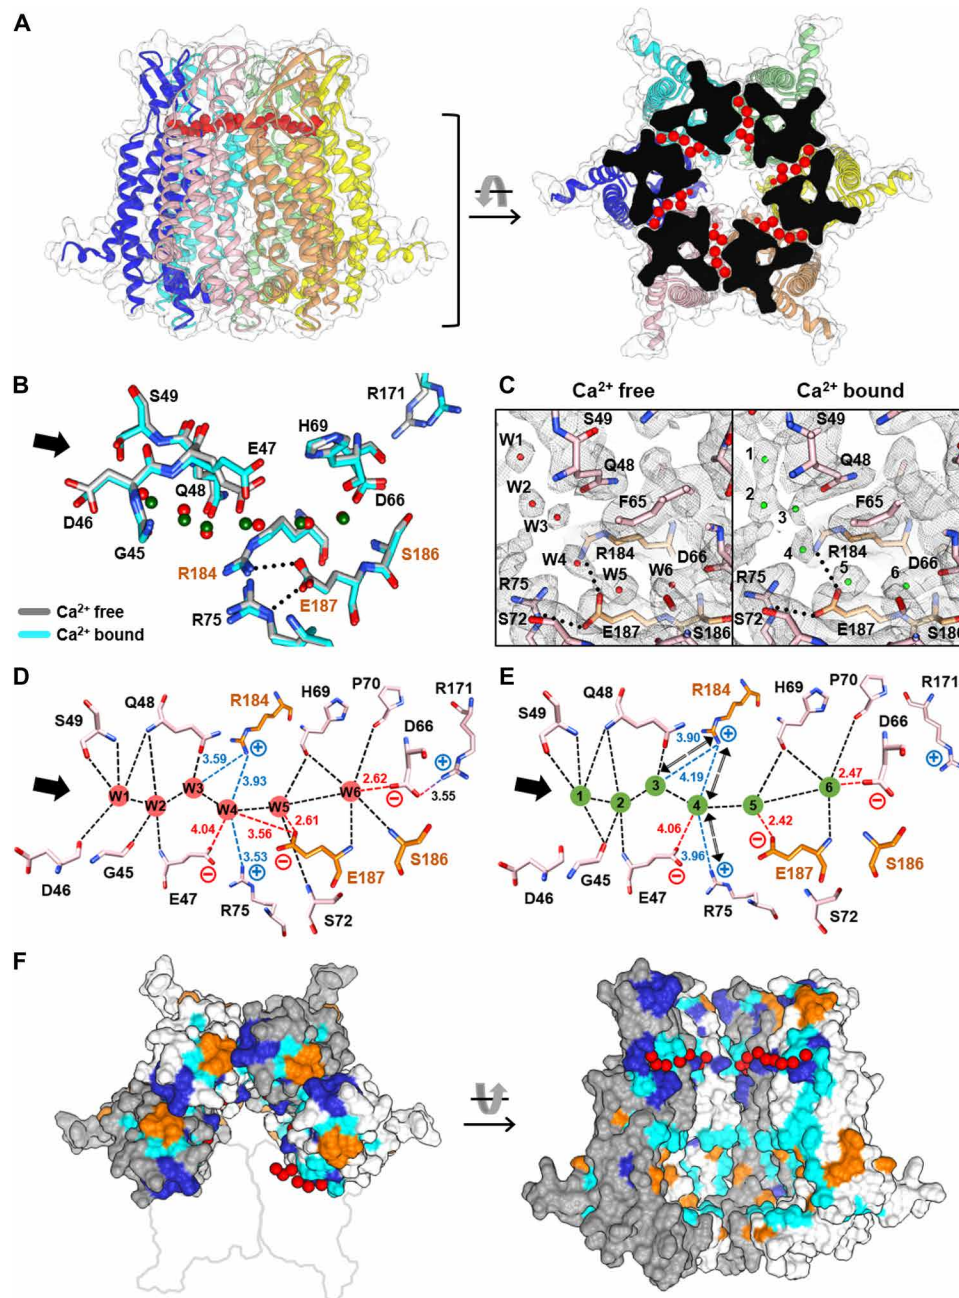 A
B
S49
R171
E47
H69
Q48
D66
D46
G45
R184
S186
R75
E187
Ca²⁺ free
Ca²⁺ bound
C
Ca²⁺ free
Ca²⁺ bound
S49
W1
Q48
W2
F65
W3
W4
R184
W5
W6
D66
R75
S72
E187
S186
S49
1
Q48
2
3
F65
4
R184
5
6
D66
R75
S72
E187
S186
D
S49
Q48
R184
H69
P70
R171
D66
3.59
3.93
2.62
3.55
W1
W2
W3
W4
W5
W6
4.04
3.56
2.61
3.53
D46
G45
E47
R75
E187
S72
S186
E
S49
Q48
R184
H69
P70
R171
D66
3.90
4.19
2.47
1
2
3
4
5
6
4.06
3.96
2.42
D46
G45
E47
R75
E187
S72
S186
F